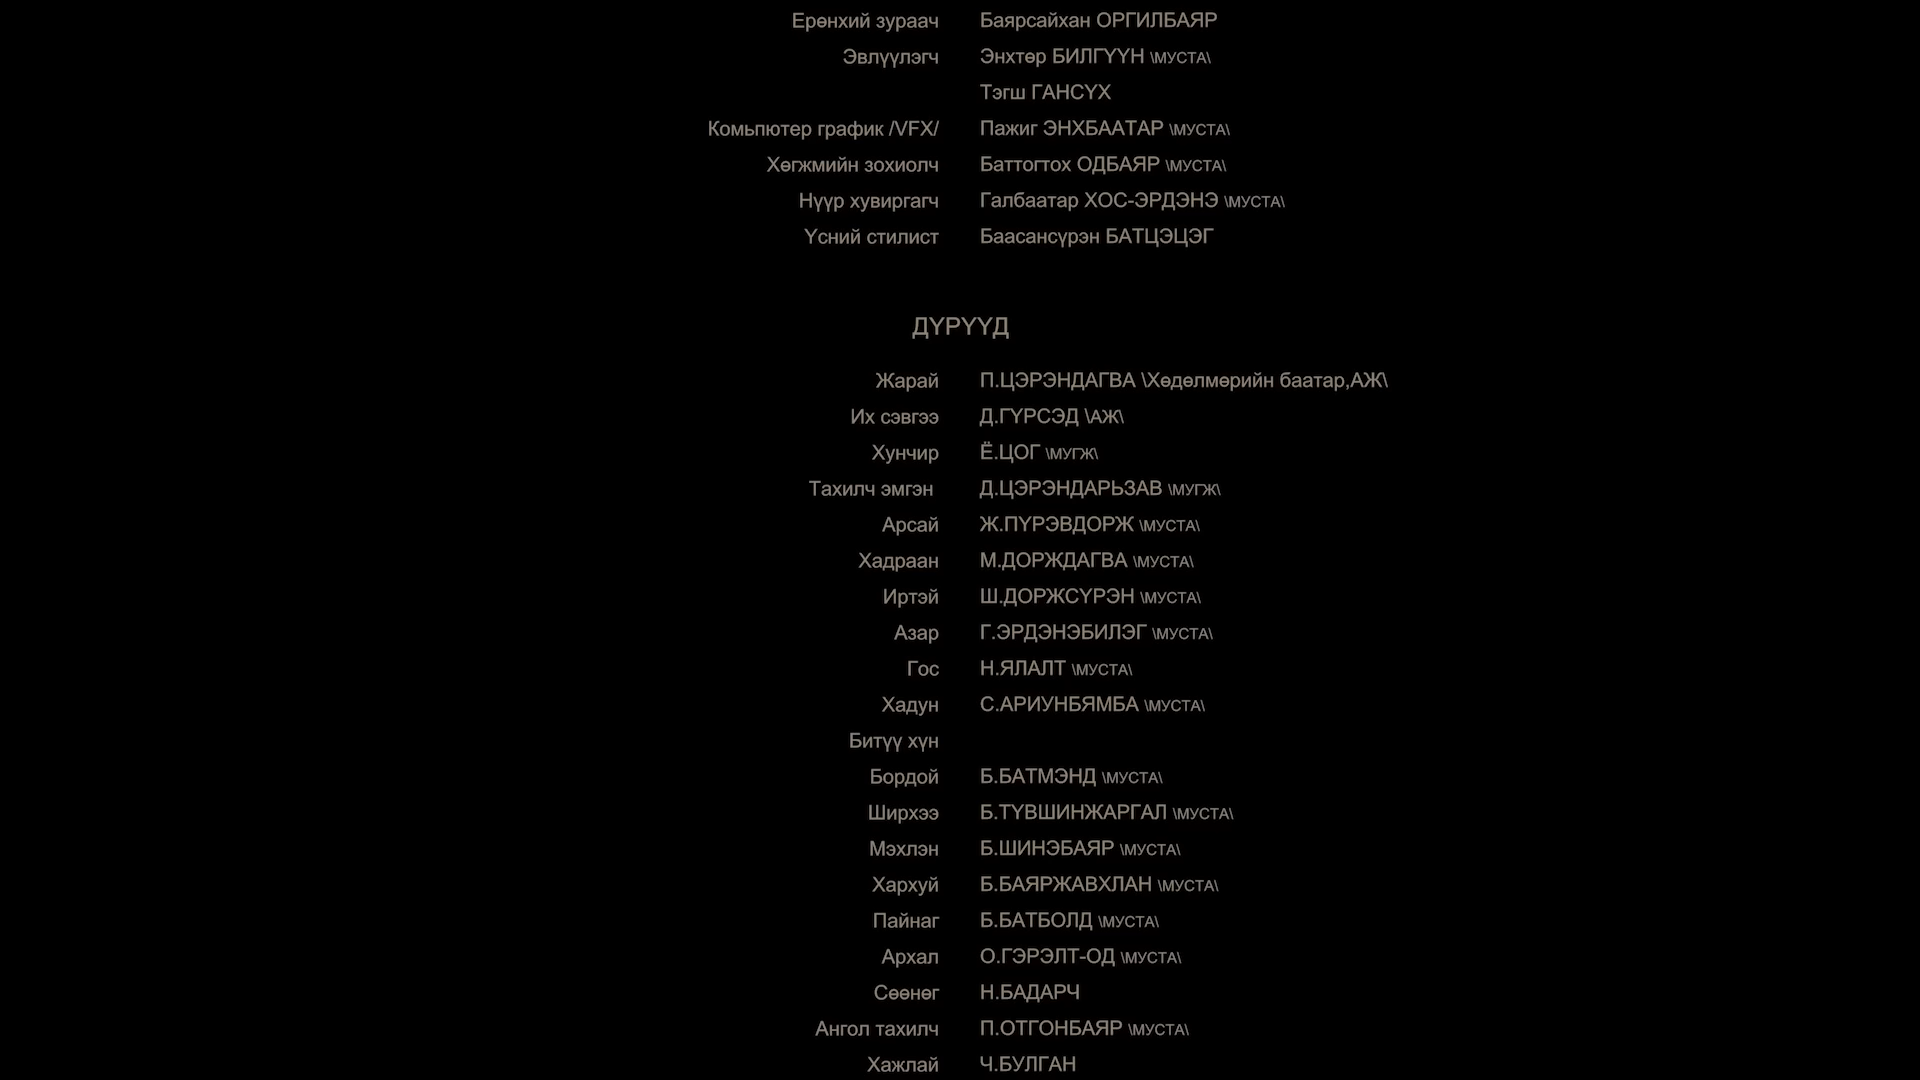 Ерөнхий зураач Баярсайхан ОРГИЛБАЯР
Эвлүүлэгч Энхтөр БИЛГҮҮН \МУСТА\
Тэгш ГАНСҮХ
Комьпютер график /VFX/ Пажиг ЭНХБААТАР \МУСТА\
Хөгжмийн зохиолч Баттогтох ОДБАЯР \МУСТА\
Нүүр хувиргагч Галбаатар ХОС-ЭРДЭНЭ \МУСТА\
Үсний стилист Баасансүрэн БАТЦЭЦЭГ
ДҮРҮҮД
Жарай П.ЦЭРЭНДАГВА \Хөдөлмөрийн баатар,АЖ\
Их сэвгээ Д.ГҮРСЭД \АЖ\
Хунчир Ё.ЦОГ \МУГЖ\
Тахилч эмгэн Д.ЦЭРЭНДАРЬЗАВ \МУГЖ\
Арсай Ж.ПҮРЭВДОРЖ \МУСТА\
Хадраан М.ДОРЖДАГВА \МУСТА\
Иртэй Ш.ДОРЖСҮРЭН \МУСТА\
Азар Г.ЭРДЭНЭБИЛЭГ \МУСТА\
Гос Н.ЯЛАЛТ \МУСТА\
Хадун С.АРИУНБЯМБА \МУСТА\
Битүү хүн
Бордой Б.БАТМЭНД \МУСТА\
Ширхээ Б.ТҮВШИНЖАРГАЛ \МУСТА\
Мэхлэн Б.ШИНЭБАЯР \МУСТА\
Хархуй Б.БАЯРЖАВХЛАН \МУСТА\
Пайнаг Б.БАТБОЛД \МУСТА\
Архал О.ГЭРЭЛТ-ОД \МУСТА\
Сөөнөг Н.БАДАРЧ
Ангол тахилч П.ОТГОНБАЯР \МУСТА\
Хажлай Ч.БУЛГАН